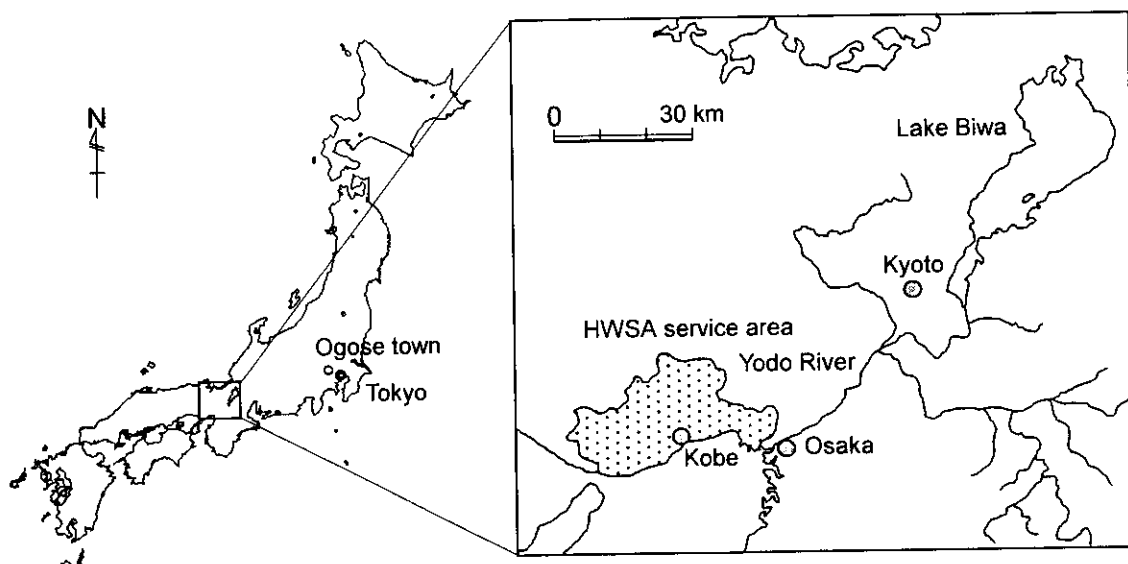 N
Ogose town
Tokyo
0 30 km
Lake Biwa
Kyoto
HWSA service area
Yodo River
Kobe
Osaka